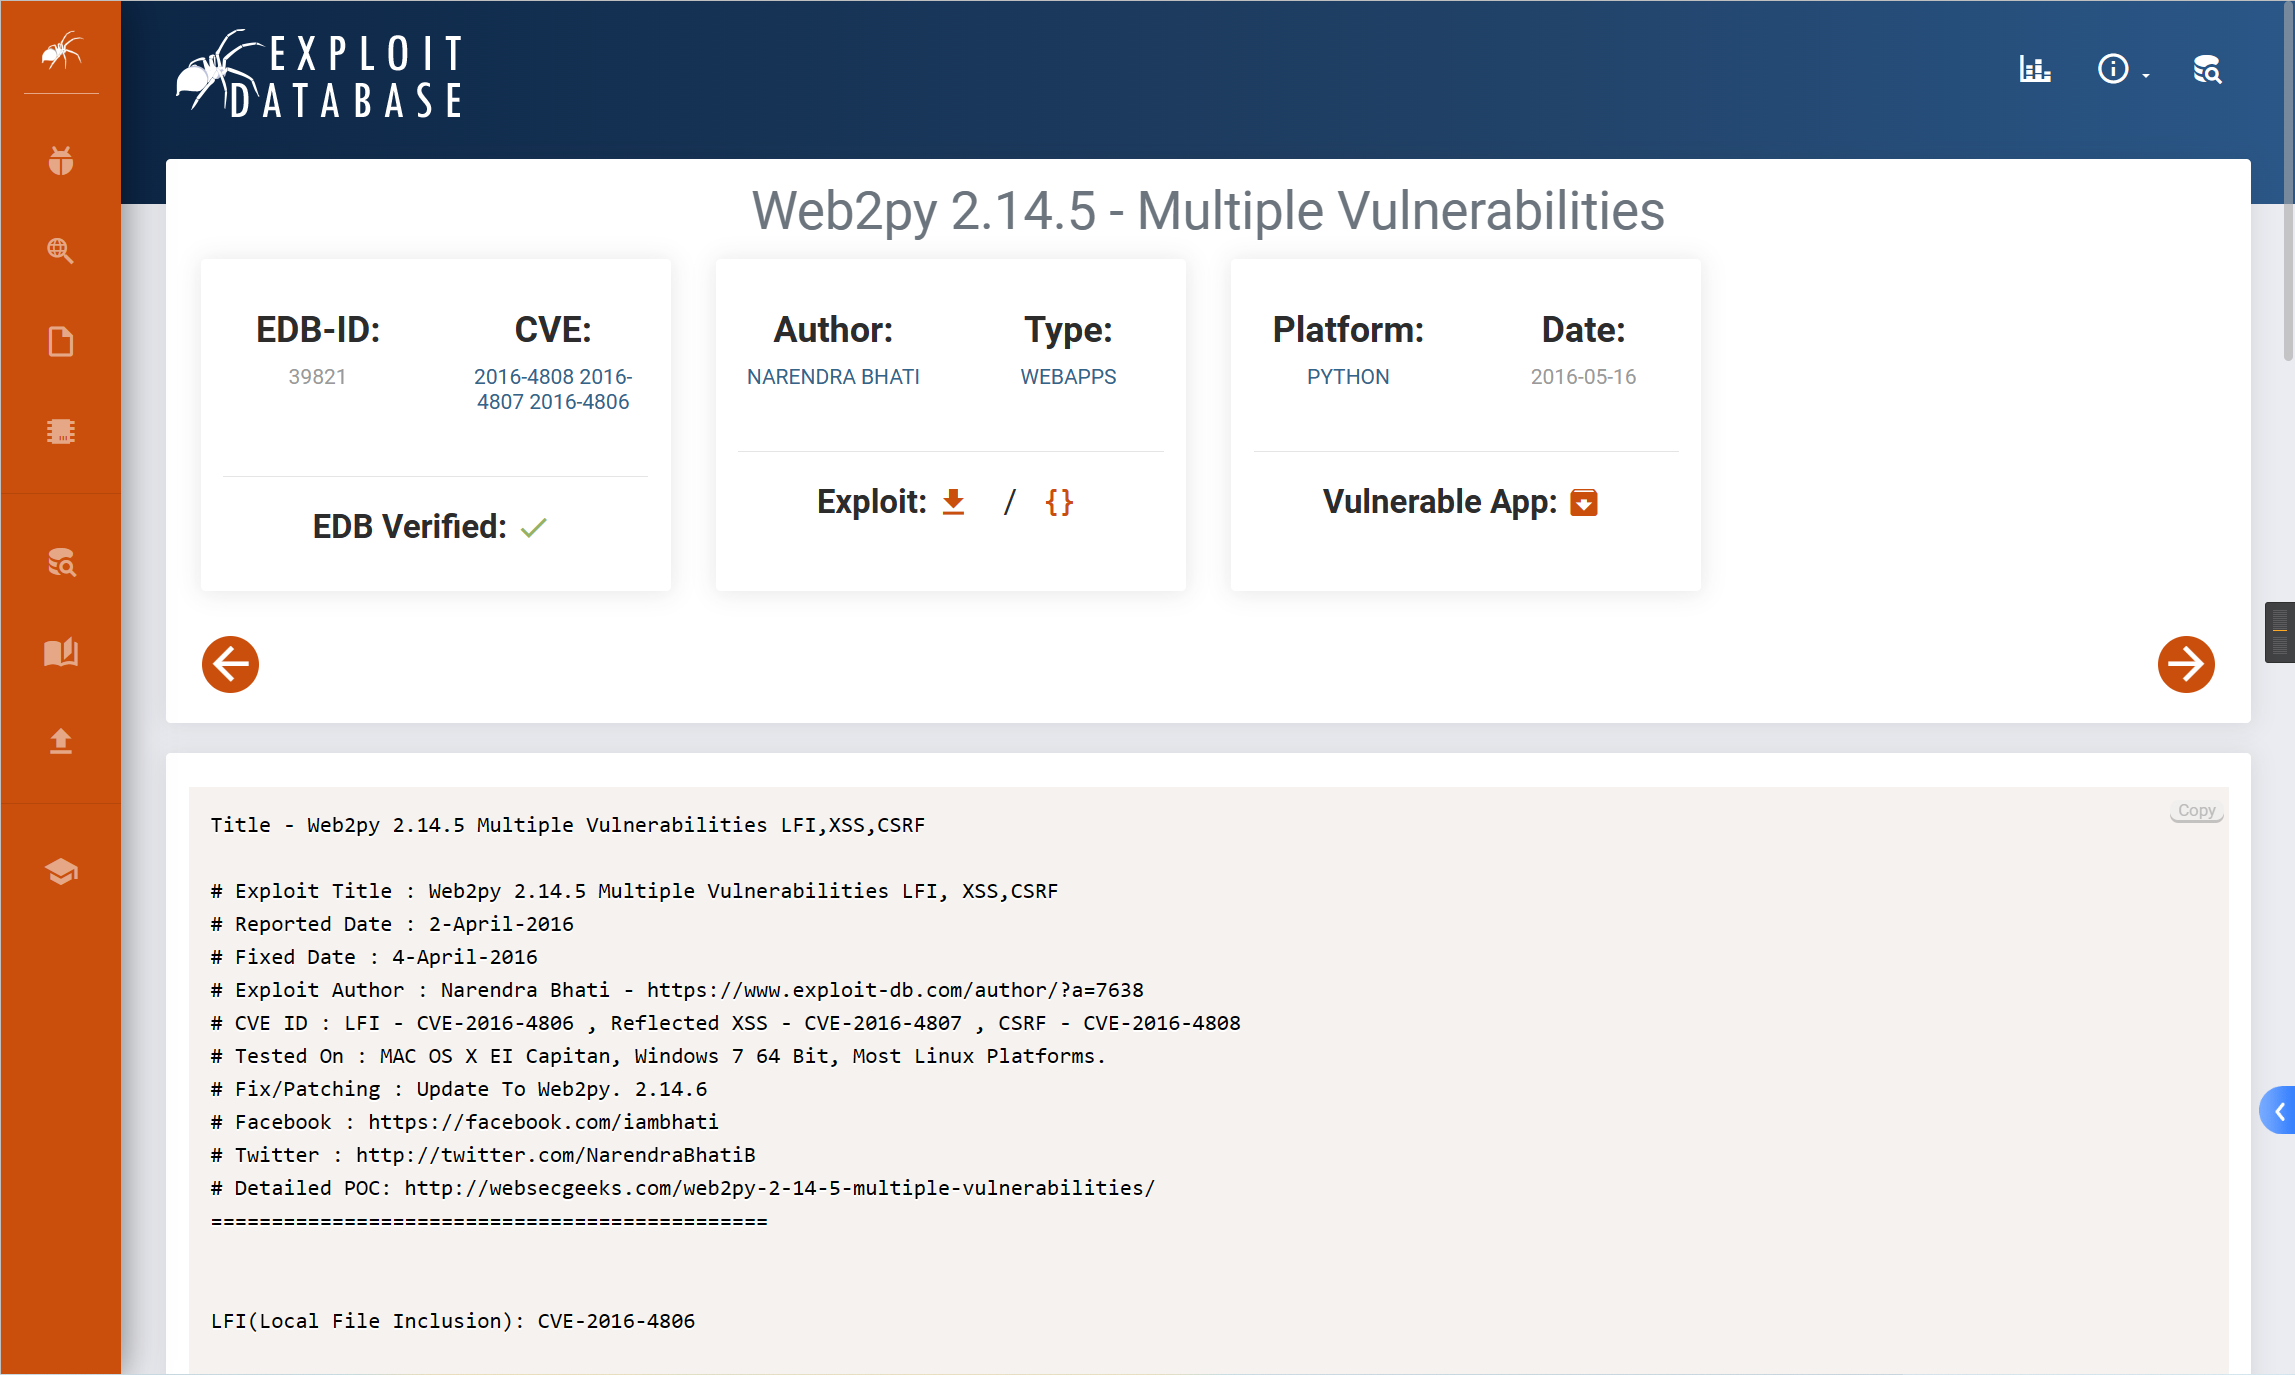 EXPLOIT
DATABASE
Web2py 2.14.5 - Multiple Vulnerabilities
EDB-ID:
39821
CVE:
2016-4808 2016-
4807 2016-4806
EDB Verified:
Author:
NARENDRA BHATI
Type:
WEBAPPS
Exploit: / {}
Platform:
PYTHON
Date:
2016-05-16
Vulnerable App:
Copy
Title - Web2py 2.14.5 Multiple Vulnerabilities LFI,XSS,CSRF
# Exploit Title : Web2py 2.14.5 Multiple Vulnerabilities LFI, XSS,CSRF
# Reported Date : 2-April-2016
# Fixed Date : 4-April-2016
# Exploit Author : Narendra Bhati - https://www.exploit-db.com/author/?a=7638
# CVE ID : LFI - CVE-2016-4806 , Reflected XSS - CVE-2016-4807 , CSRF - CVE-2016-4808
# Tested On : MAC OS X EI Capitan, Windows 7 64 Bit, Most Linux Platforms.
# Fix/Patching : Update To Web2py. 2.14.6
# Facebook : https://facebook.com/iambhati
# Twitter : http://twitter.com/NarendraBhatiB
# Detailed POC: http://websecgeeks.com/web2py-2-14-5-multiple-vulnerabilities/
==============================================
LFI(Local File Inclusion): CVE-2016-4806